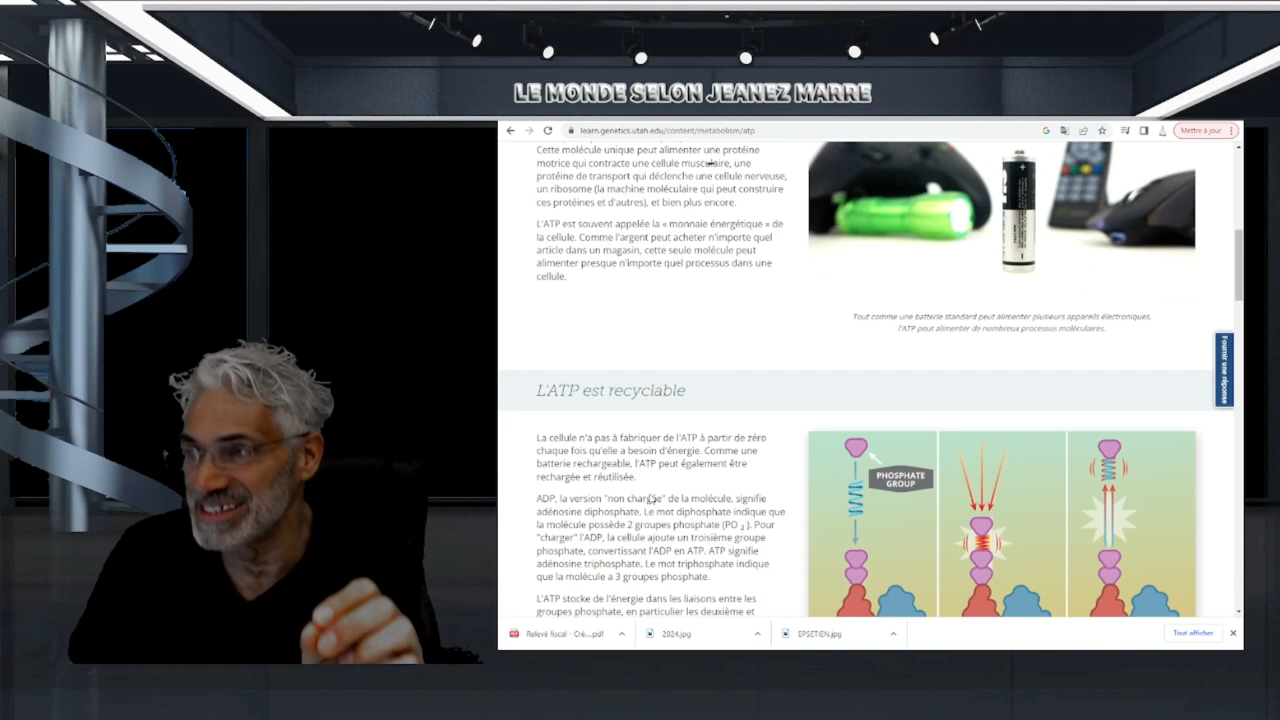 LE MONDE SELON JEANEZ MARRE
learn.genetics.utah.edu/content/metabolism/atp
Mettre à jour
Cette molécule unique peut alimenter une protéine
motrice qui contracte une cellule musculaire, une
protéine de transport qui déclenche une cellule nerveuse,
un ribosome (la machine moléculaire qui peut construire
ces protéines et d'autres), et bien plus encore.
L'ATP est souvent appelée la « monnaie énergétique » de
la cellule. Comme l'argent peut acheter n'importe quel
article dans un magasin, cette seule molécule peut
alimenter presque n'importe quel processus dans une
cellule.
Tout comme une batterie standard peut alimenter plusieurs appareils électroniques,
l'ATP peut alimenter de nombreux processus moléculaires.
Fournir une réponse
L'ATP est recyclable
La cellule n'a pas à fabriquer de l'ATP à partir de zéro
chaque fois qu'elle a besoin d'énergie. Comme une
batterie rechargeable, l'ATP peut également être
rechargée et réutilisée.
ADP, la version "non chargée" de la molécule, signifie
adénosine diphosphate. Le mot diphosphate indique que
la molécule possède 2 groupes phosphate (PO 3 ). Pour
"charger" l'ADP, la cellule ajoute un troisième groupe
phosphate, convertissant l'ADP en ATP. ATP signifie
adénosine triphosphate. Le mot triphosphate indique
que la molécule a 3 groupes phosphate.
L'ATP stocke de l'énergie dans les liaisons entre les
groupes phosphate, en particulier les deuxième et
PHOSPHATE
GROUP
Relevé fiscal - Cré....pdf
2024.jpg
EPSETIEN.jpg
Tout afficher